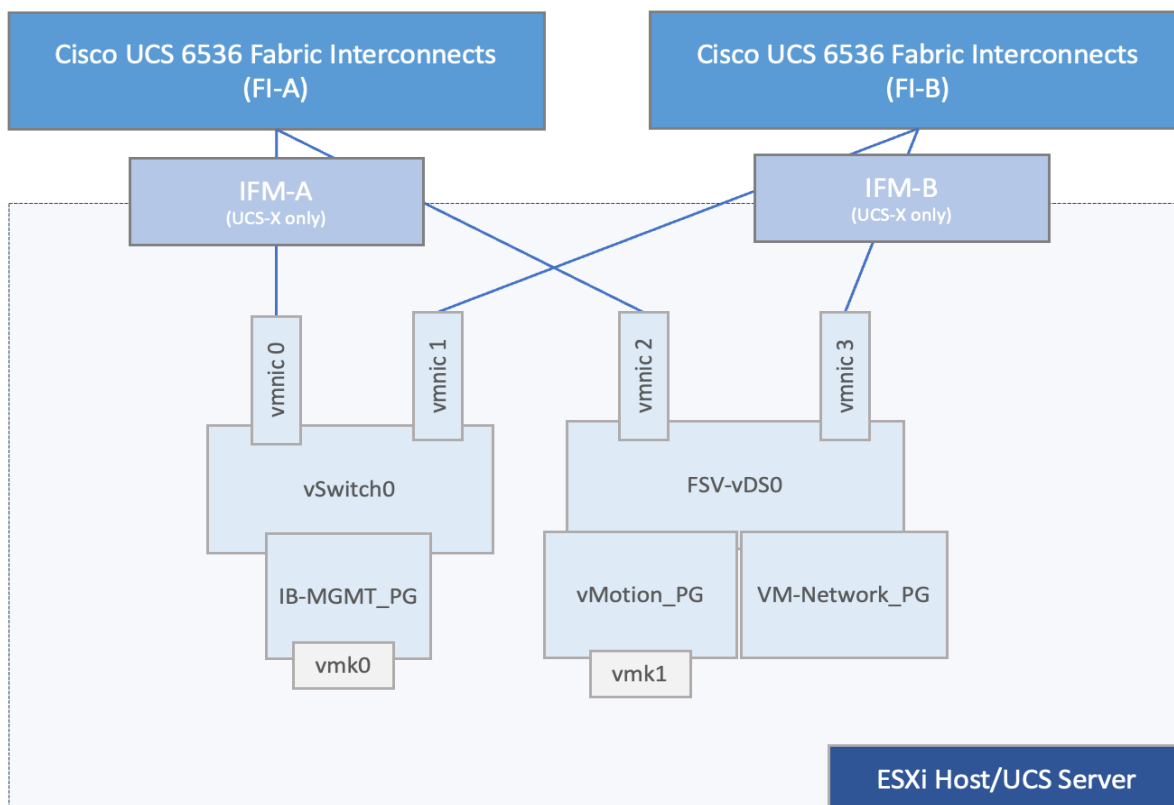 Cisco UCS 6536 Fabric Interconnects
(FI-A)
Cisco UCS 6536 Fabric Interconnects
(FI-B)
IFM-A
(UCS-X only)
IFM-B
(UCS-X only)
vmnic 0
vmnic 1
vmnic 2
vmnic 3
vSwitch0
FSV-vDS0
IB-MGMT_PG
vMotion_PG
VM-Network_PG
vmk0
vmk1
ESXi Host/UCS Server